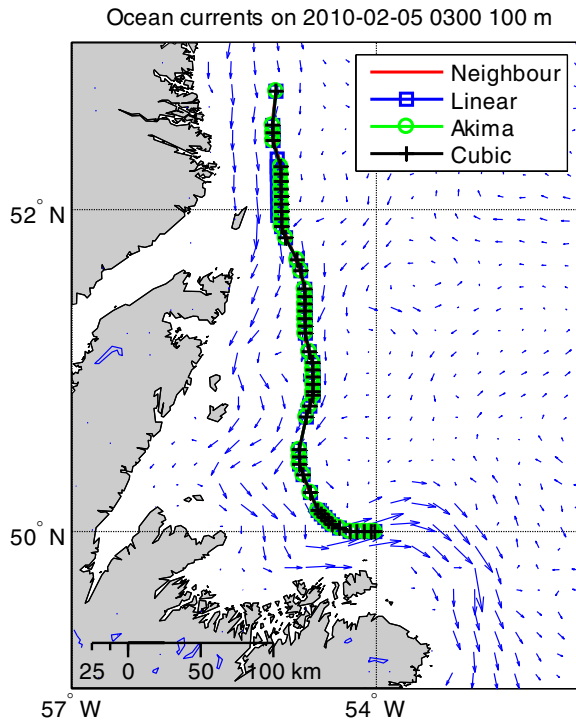 Ocean currents on 2010-02-05 0300 100 m
Neighbour
Linear
Akima
Cubic
52° N
50° N
25 0 50 100 km
57° W
54° W